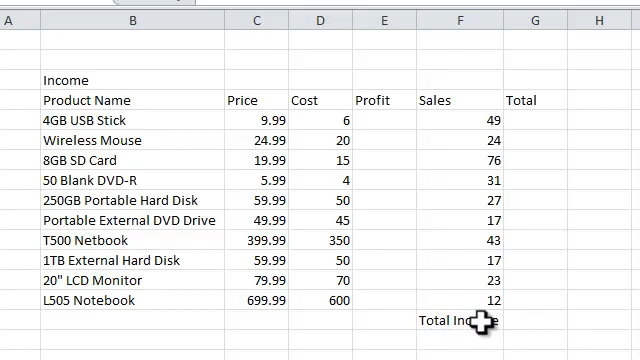 A B C D E F G H
Income
Product Name Price Cost Profit Sales Total
4GB USB Stick 9.99 6 49
Wireless Mouse 24.99 20 24
8GB SD Card 19.99 15 76
50 Blank DVD-R 5.99 4 31
250GB Portable Hard Disk 59.99 50 27
Portable External DVD Drive 49.99 45 17
T500 Netbook 399.99 350 43
1TB External Hard Disk 59.99 50 17
20" LCD Monitor 79.99 70 23
L505 Notebook 699.99 600 12
Total Income